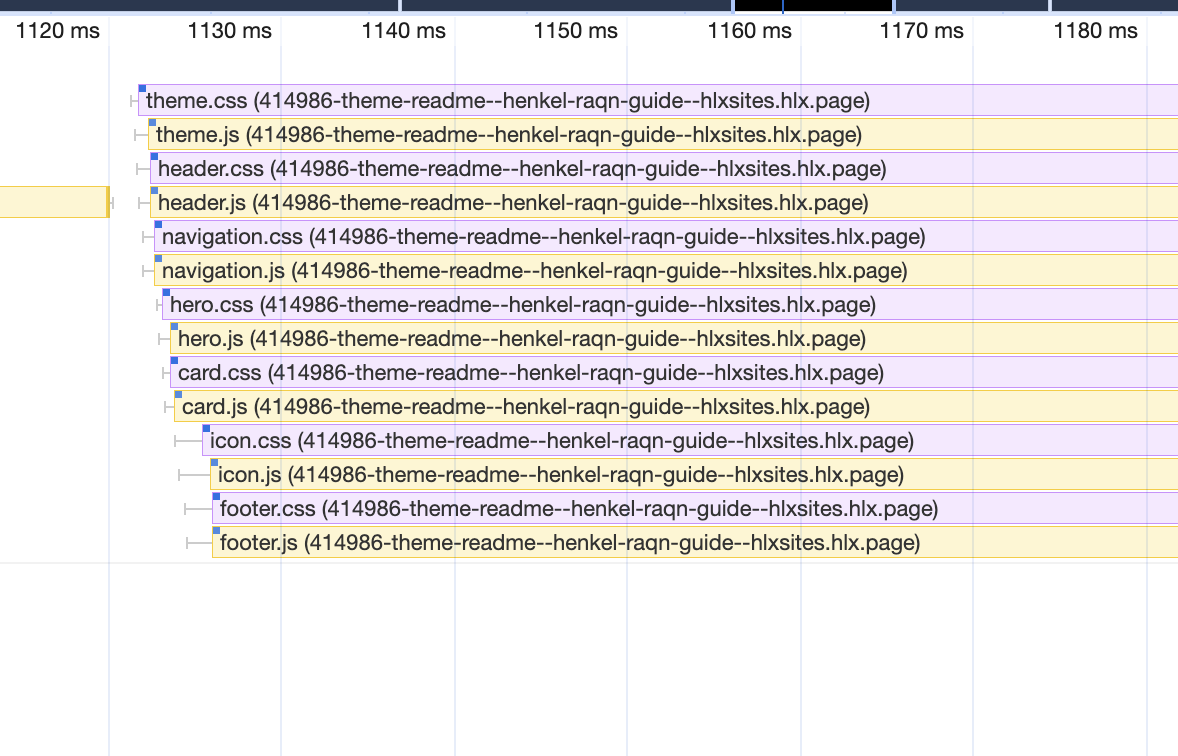 1120 ms 1130 ms 1140 ms 1150 ms 1160 ms 1170 ms 1180 ms
theme.css (414986-theme-readme--henkel-raqn-guide--hlxsites.hlx.page)
theme.js (414986-theme-readme--henkel-raqn-guide--hlxsites.hlx.page)
header.css (414986-theme-readme--henkel-raqn-guide--hlxsites.hlx.page)
header.js (414986-theme-readme--henkel-raqn-guide--hlxsites.hlx.page)
navigation.css (414986-theme-readme--henkel-raqn-guide--hlxsites.hlx.page)
navigation.js (414986-theme-readme--henkel-raqn-guide--hlxsites.hlx.page)
hero.css (414986-theme-readme--henkel-raqn-guide--hlxsites.hlx.page)
hero.js (414986-theme-readme--henkel-raqn-guide--hlxsites.hlx.page)
card.css (414986-theme-readme--henkel-raqn-guide--hlxsites.hlx.page)
card.js (414986-theme-readme--henkel-raqn-guide--hlxsites.hlx.page)
icon.css (414986-theme-readme--henkel-raqn-guide--hlxsites.hlx.page)
icon.js (414986-theme-readme--henkel-raqn-guide--hlxsites.hlx.page)
footer.css (414986-theme-readme--henkel-raqn-guide--hlxsites.hlx.page)
footer.js (414986-theme-readme--henkel-raqn-guide--hlxsites.hlx.page)